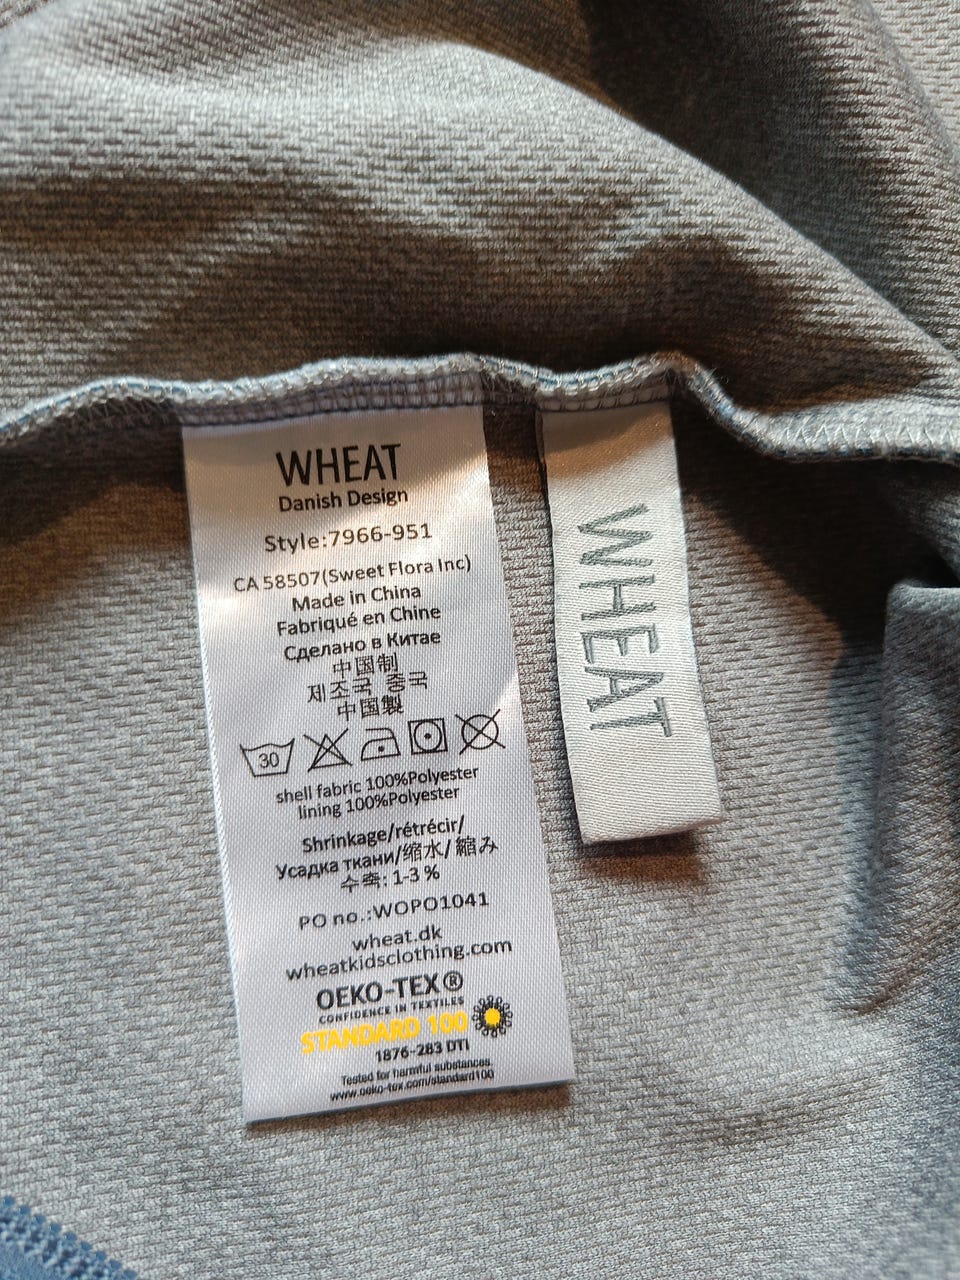 WHEAT
Danish Design
Style:7966-951
CA 58507(Sweet Flora Inc)
Made in China
Fabriqué en Chine
Сделано в Китае
中国制
제조국 중국
中国製
30
shell fabric 100%Polyester
lining 100%Polyester
Shrinkage/rétrécir/
Усадка ткани/缩水/縮み
수축: 1-3 %
PO no.:WOPO1041
wheat.dk
wheatkidsclothing.com
OEKO-TEX®
CONFIDENCE IN TEXTILES
STANDARD 100
1876-283 DTI
Tested for harmful substances.
www.oeko-tex.com/standard100
WHEAT